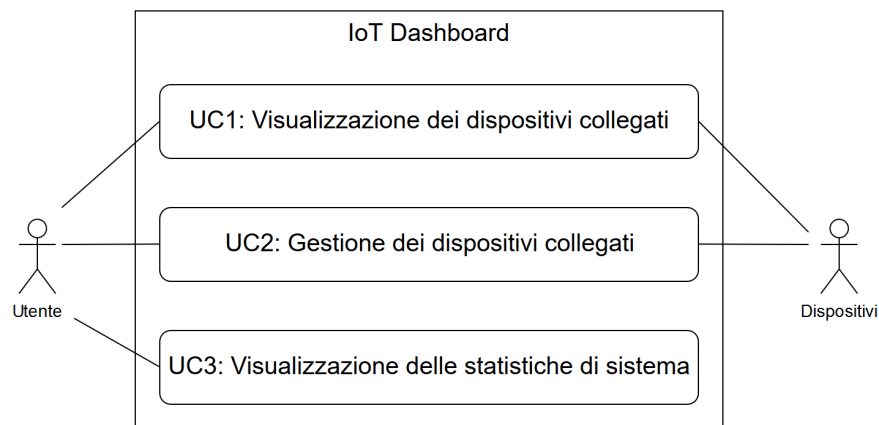 IoT Dashboard
UC1: Visualizzazione dei dispositivi collegati
UC2: Gestione dei dispositivi collegati
Utente
Dispositivi
UC3: Visualizzazione delle statistiche di sistema